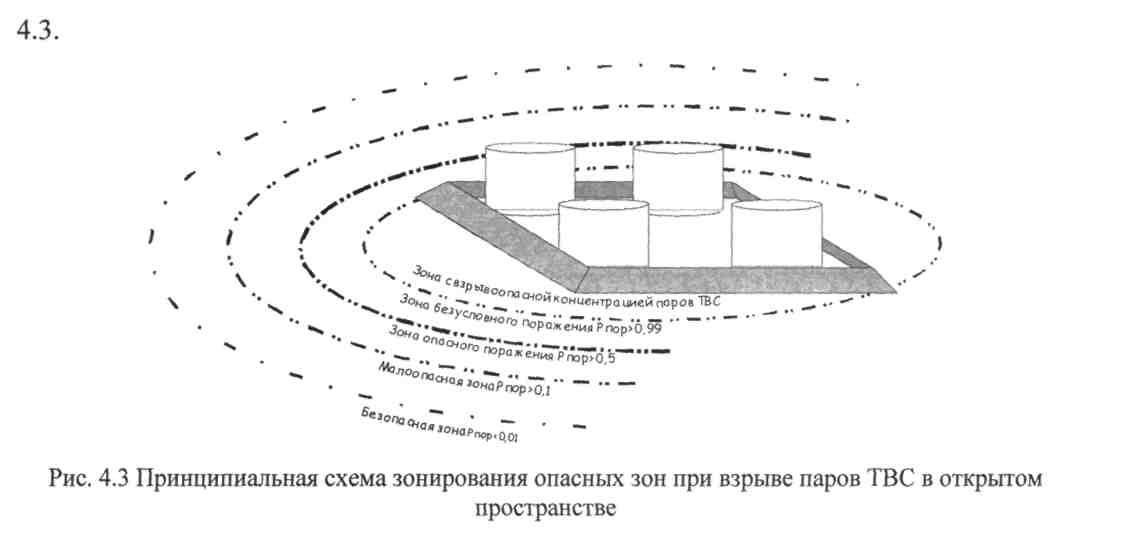 4.3.
Зона с взрывоопасной концентрацией паров ТВС
Зона безусловного поражения Рпор>0,99
Зона опасного поражения Рпор>0,5
Малоопасная зона Рпор>0,1
Безопасная зона Рпор<0,01
Рис. 4.3 Принципиальная схема зонирования опасных зон при взрыве паров ТВС в открытом
пространстве